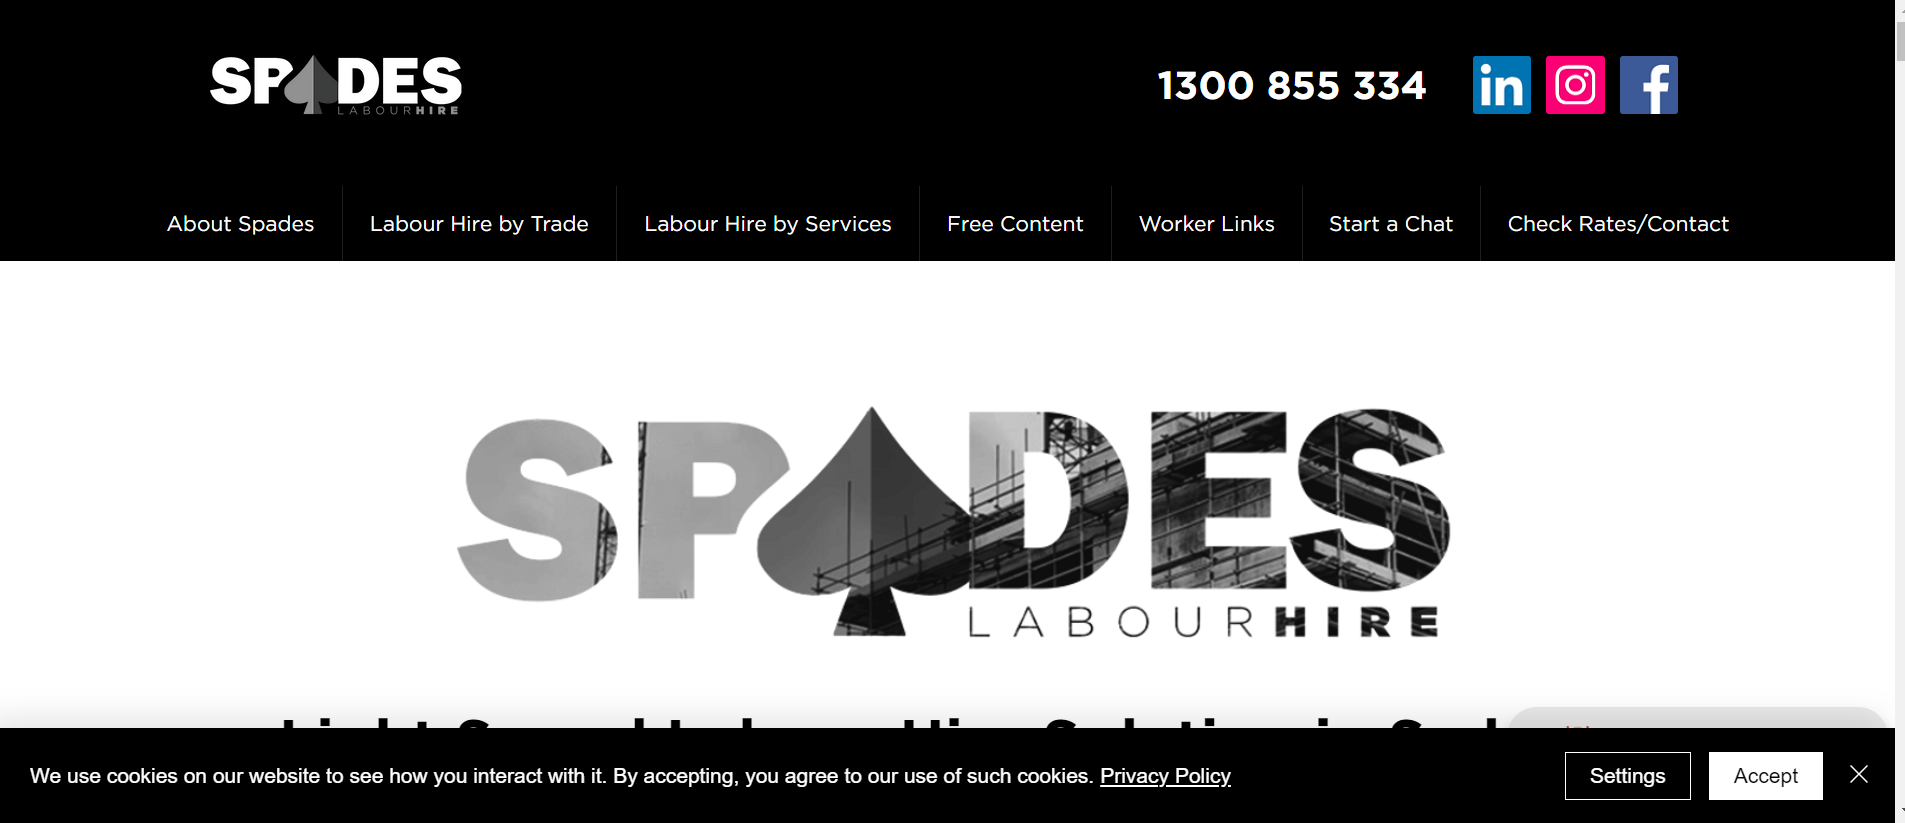 SPADES
LABOURHIRE
1300 855 334
in
f
About Spades
Labour Hire by Trade
Labour Hire by Services
Free Content
Worker Links
Start a Chat
Check Rates/Contact
SPADES
LABOURHIRE
We use cookies on our website to see how you interact with it. By accepting, you agree to our use of such cookies. Privacy Policy
Settings
Accept